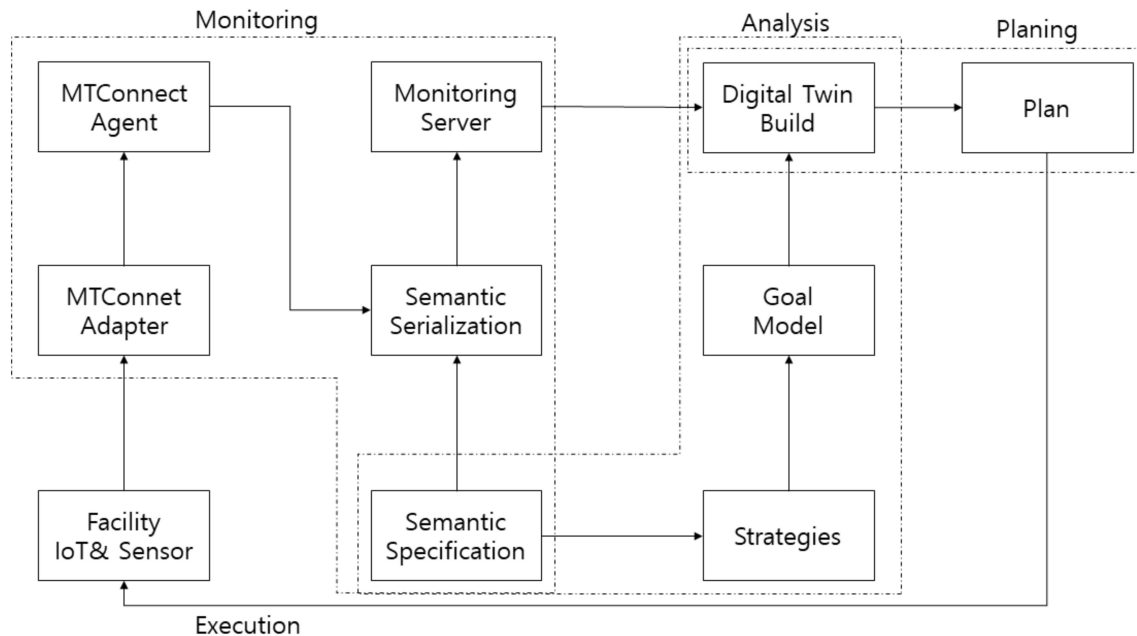 Monitoring
Analysis
Planing
MTConnect
Agent
Monitoring
Server
Digital Twin
Build
Plan
MTConnet
Adapter
Semantic
Serialization
Goal
Model
Facility
IoT& Sensor
Semantic
Specification
Strategies
Execution